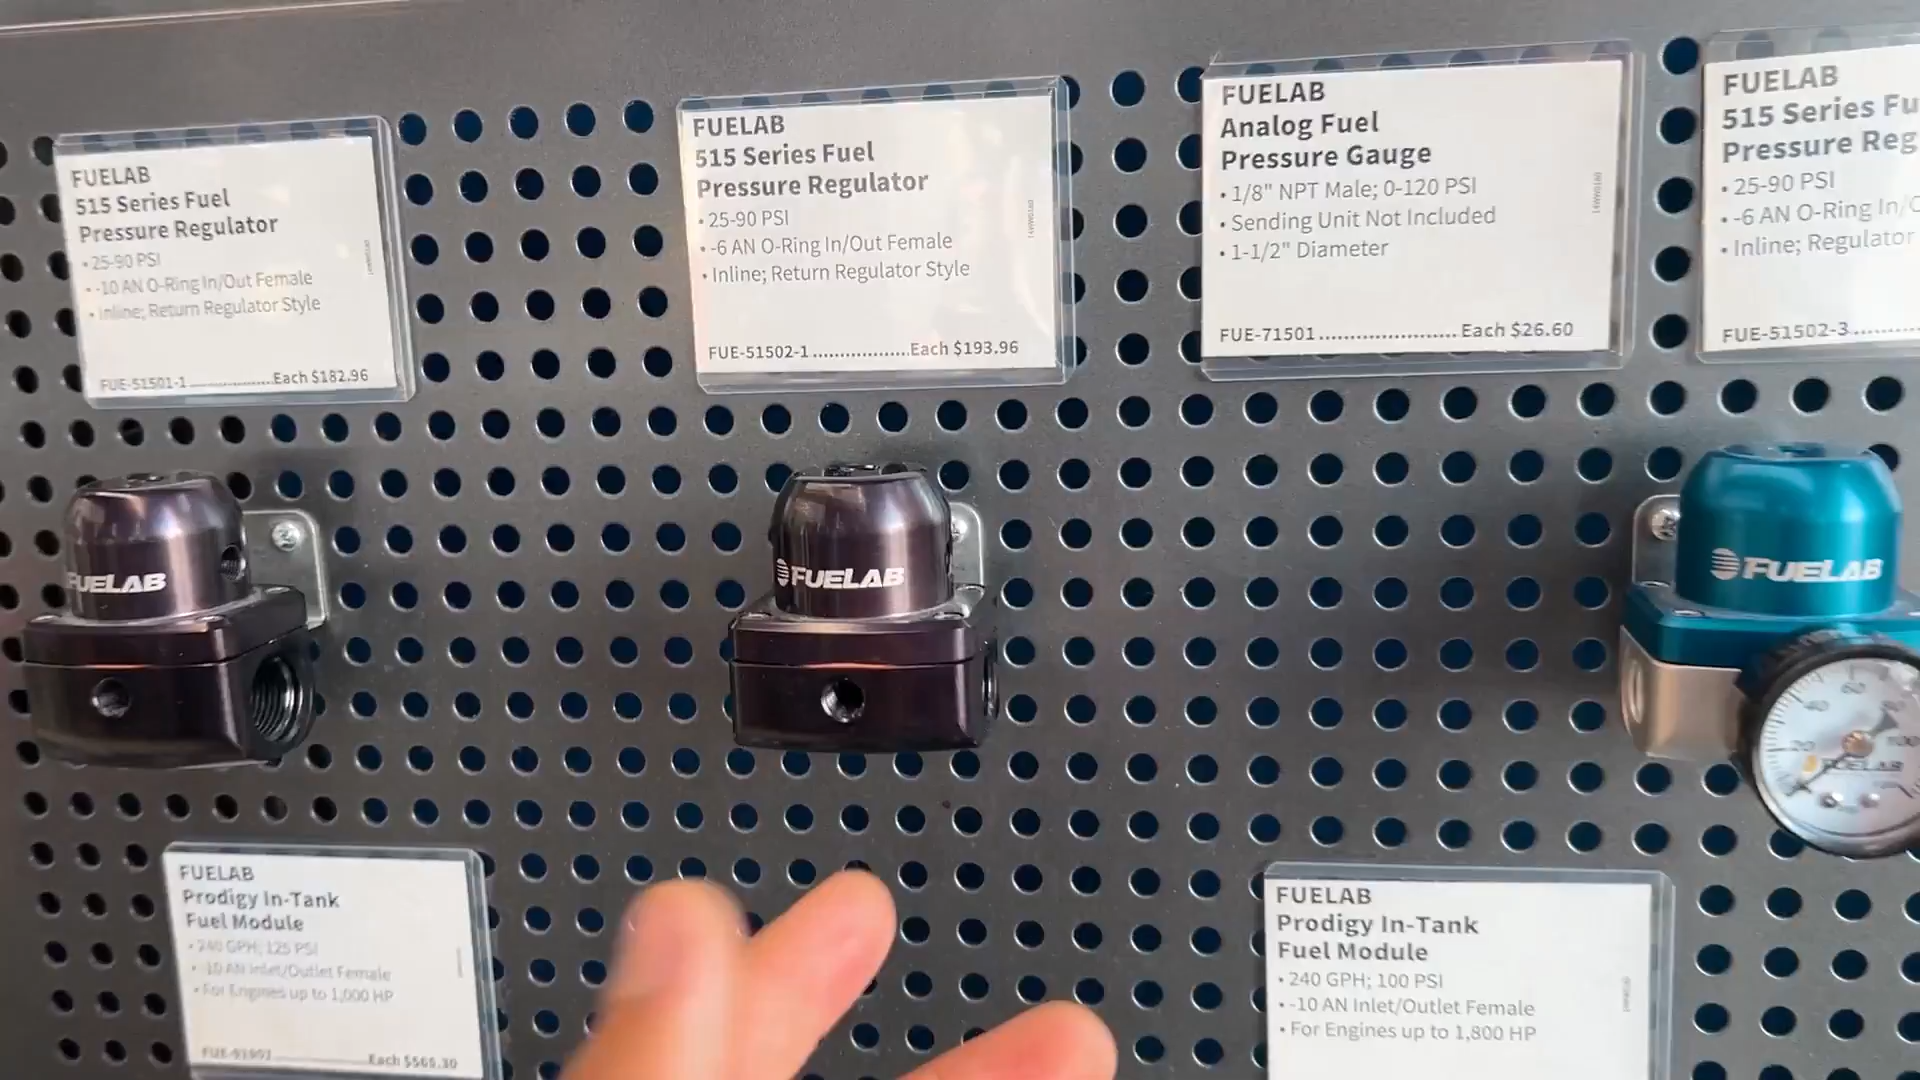 FUELAB
515 Series Fuel
Pressure Regulator
• 25-90 PSI
• -10 AN O-Ring In/Out Female
• Inline; Return Regulator Style
FUE-51501-1 Each $182.96
FUELAB
515 Series Fuel
Pressure Regulator
• 25-90 PSI
• -6 AN O-Ring In/Out Female
• Inline; Return Regulator Style
FUE-51502-1 Each $193.96
FUELAB
Analog Fuel
Pressure Gauge
• 1/8" NPT Male; 0-120 PSI
• Sending Unit Not Included
• 1-1/2" Diameter
FUE-71501 Each $26.60
FUELAB
515 Series Fu
Pressure Reg
• 25-90 PSI
• -6 AN O-Ring In/O
• Inline; Regulator
FUE-51502-3
FUELAB
FUELAB
FUELAB
20 40 60 80 100
FUELAB
FUELAB
Prodigy In-Tank
Fuel Module
• 240 GPH; 125 PSI
• -10 AN Inlet/Outlet Female
• For Engines up to 1,000 HP
Each $565.30
FUELAB
Prodigy In-Tank
Fuel Module
• 240 GPH; 100 PSI
• -10 AN Inlet/Outlet Female
• For Engines up to 1,800 HP